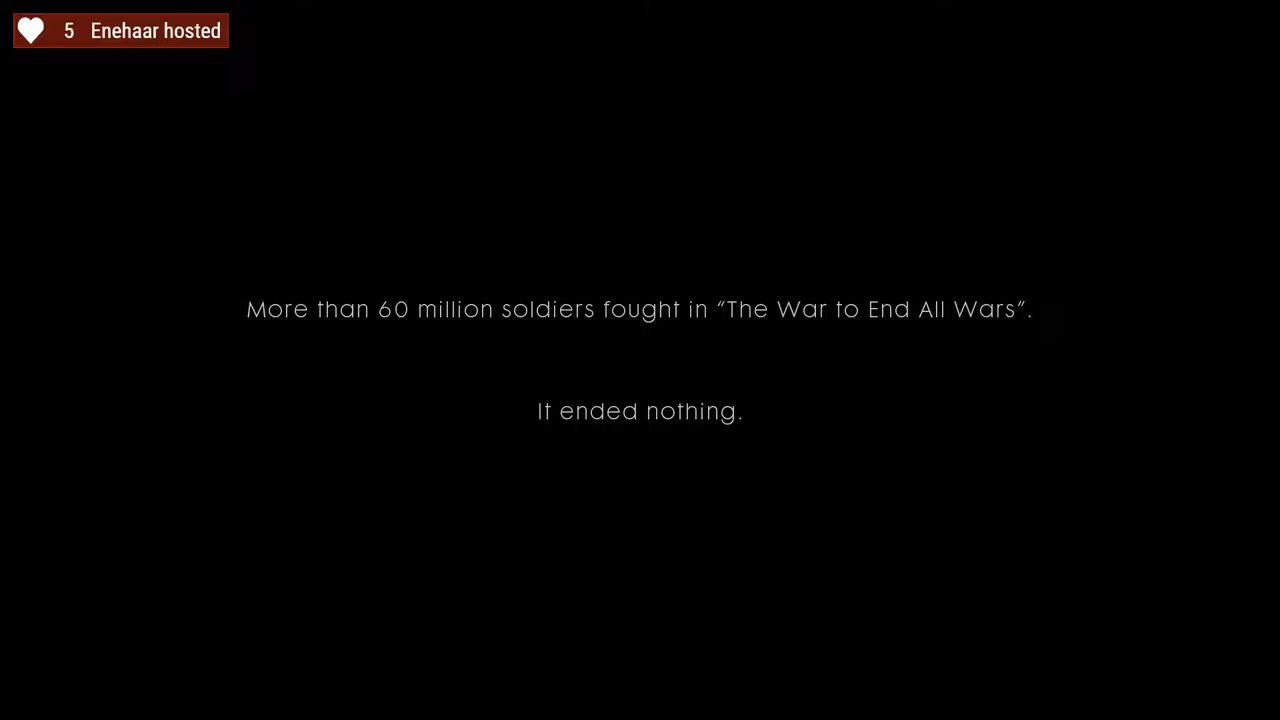 5 Enehaar hosted
More than 60 million soldiers fought in “The War to End All Wars”.
It ended nothing.